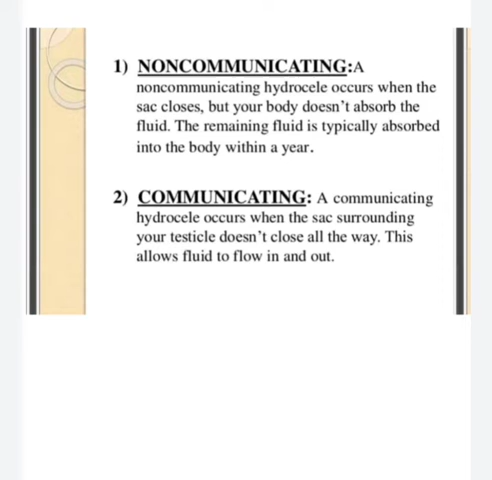 1) NONCOMMUNICATING:A
noncommunicating hydrocele occurs when the
sac closes, but your body doesn't absorb the
fluid. The remaining fluid is typically absorbed
into the body within a year.
2) COMMUNICATING: A communicating
hydrocele occurs when the sac surrounding
your testicle doesn't close all the way. This
allows fluid to flow in and out.